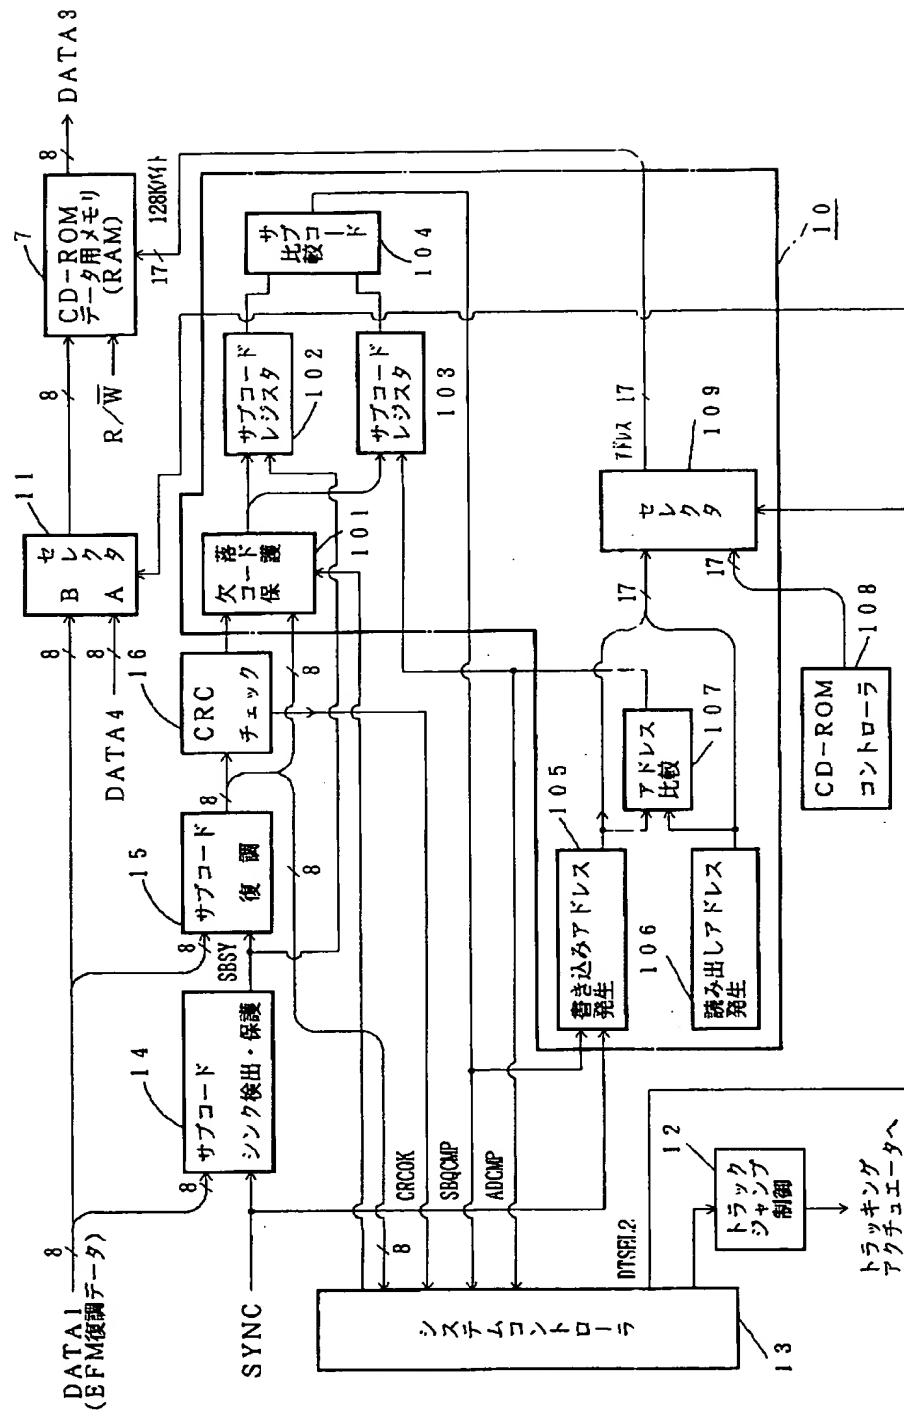 DATA1
(EFM復調データ)
8
SYNC
8
14
サブコード
シンク検出・保護
8
SBSY
15
サブコード
復調
8
8
8
8
16
CRC
チェック
8
DATA4
8
8
11
セレクタ
B
A
8
R/W̅
7
CD-ROM
データ用メモリ
(RAM)
8
DATA3
17
128Kバイト
欠落
コード
保護
101
サブコード
レジスタ
102
サブコード
レジスタ
103
サブコード
比較
104
CRCOK
SBQCMP
ADCMP
DTSEL2
105
書き込みアドレス
発生
106
読み出しアドレス
発生
アドレス
比較
107
17
17
セレクタ
109
アドレス 17
10
CD-ROM
コントローラ
108
システムコントローラ
13
12
トラック
ジャンプ
制御
トラッキング
アクチュエータへ